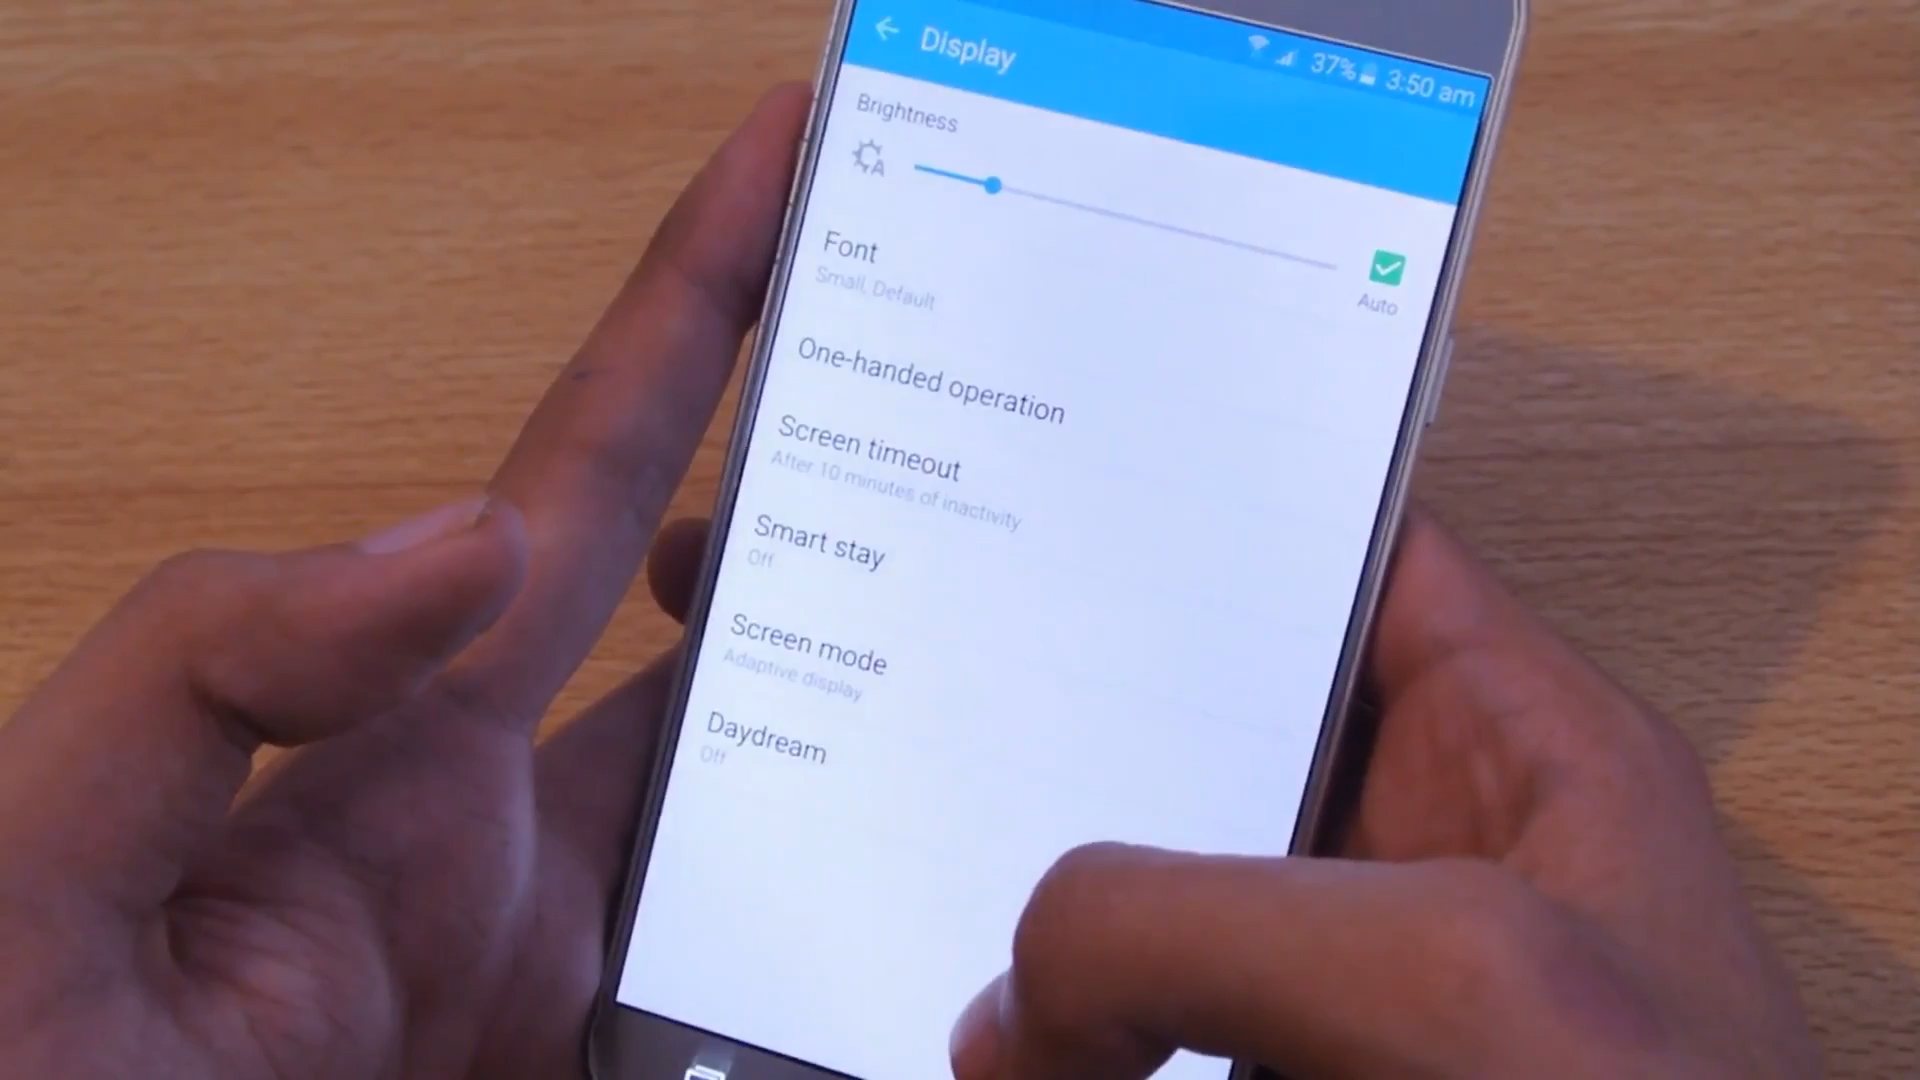 Display
37% 3:50 am
Brightness
A
Auto
Font
Small, Default
One-handed operation
Screen timeout
After 10 minutes of inactivity
Smart stay
Off
Screen mode
Adaptive display
Daydream
Off